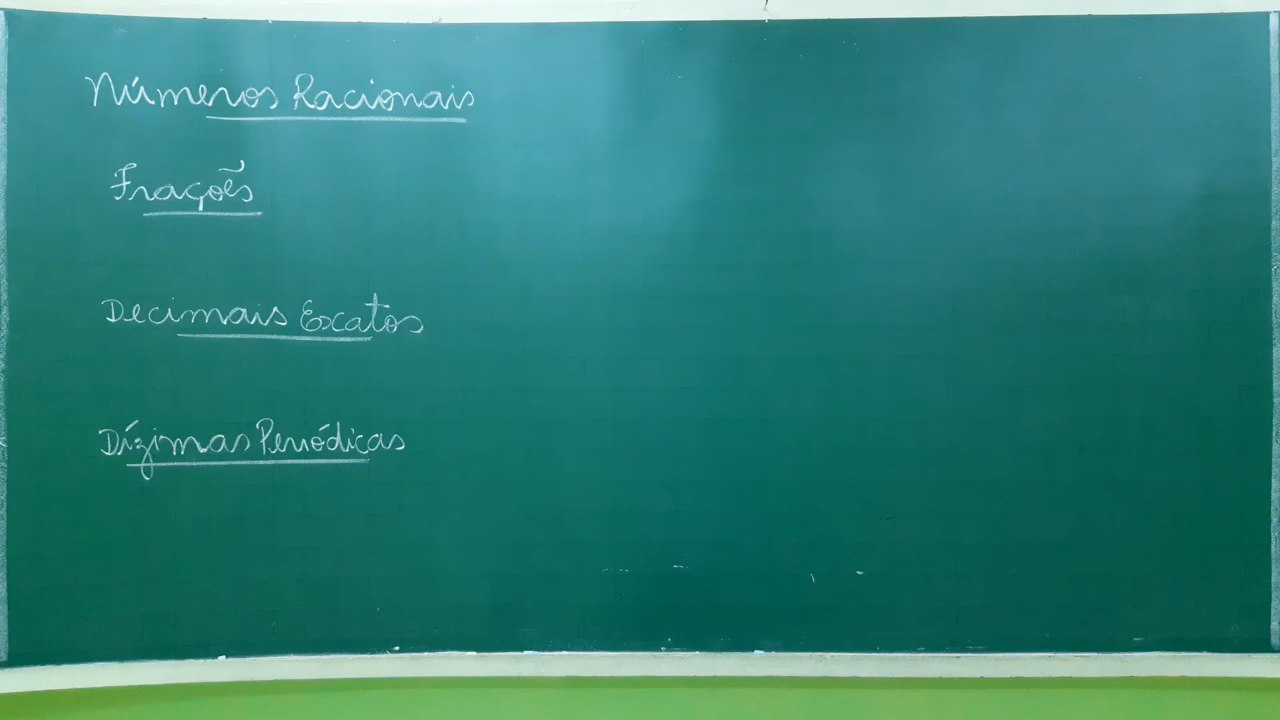 Números Racionais
Frações
Decimais Exatos
Dízimas Periódicas